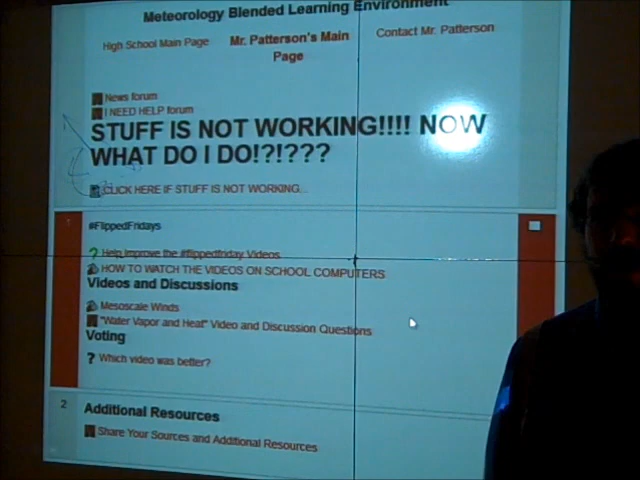 Meteorology Blended Learning Environment
High School Main Page
Mr. Patterson's Main
Page
Contact Mr. Patterson
News forum
I NEED HELP forum
STUFF IS NOT WORKING!!!! NOW
WHAT DO I DO!?!???
CLICK HERE IF STUFF IS NOT WORKING...
1
#FlippedFridays
? Help improve the #flippedfriday Videos
HOW TO WATCH THE VIDEOS ON SCHOOL COMPUTERS
Videos and Discussions
Mesoscale Winds
"Water Vapor and Heat" Video and Discussion Questions
Voting
? Which video was better?
2
Additional Resources
Share Your Sources and Additional Resources